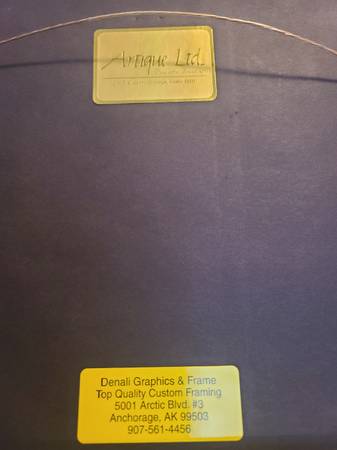 Artique Ltd.
Denali Graphics & Frame
Top Quality Custom Framing
5001 Arctic Blvd. #3
Anchorage, AK 99503
907-561-4456